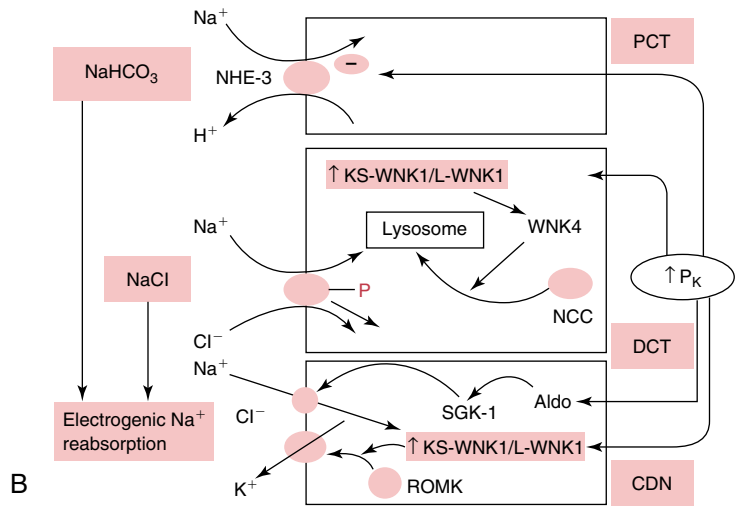 Na⁺
PCT
NaHCO₃
NHE-3
−
H⁺
↑ KS-WNK1/L-WNK1
Na⁺
Lysosome
WNK4
NaCl
P
↑ P_K
NCC
Cl⁻
DCT
Na⁺
Electrogenic Na⁺
reabsorption
Cl⁻
SGK-1
Aldo
↑ KS-WNK1/L-WNK1
B
K⁺
ROMK
CDN